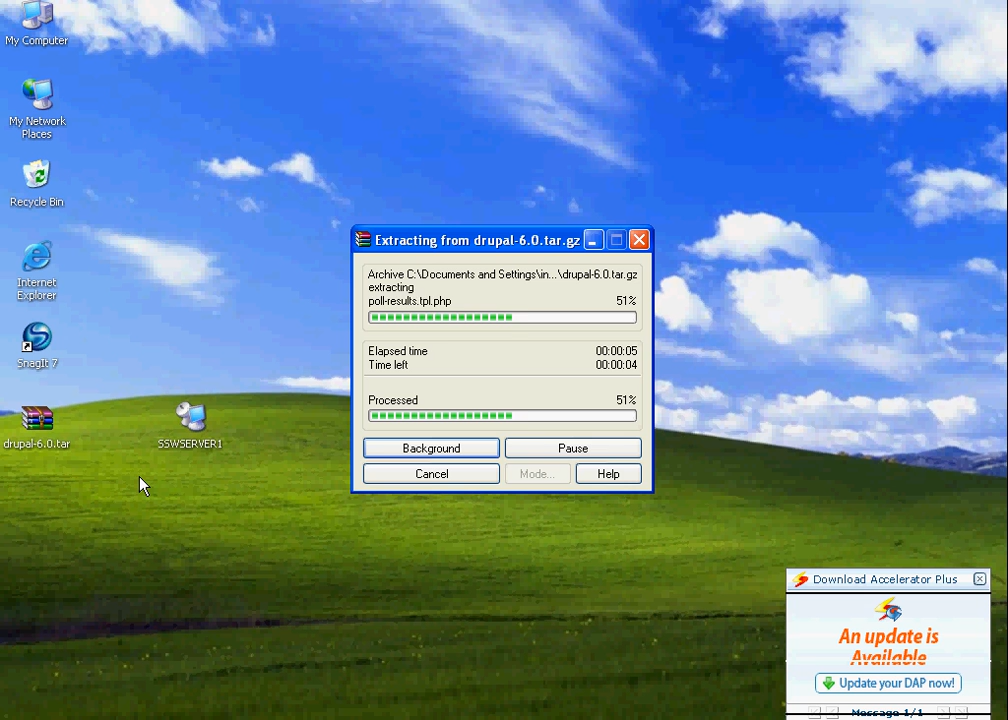 My Computer
My Network
Places
Recycle Bin
Internet
Explorer
SnagIt 7
drupal-6.0.tar
SSWSERVER1
Extracting from drupal-6.0.tar.gz
Archive C:\Documents and Settings\in...\drupal-6.0.tar.gz
extracting
poll-results.tpl.php 51%
Elapsed time 00:00:05
Time left 00:00:04
Processed 51%
Background Pause
Cancel Mode... Help
Download Accelerator Plus
An update is
Available
Update your DAP now!
Message 1/1